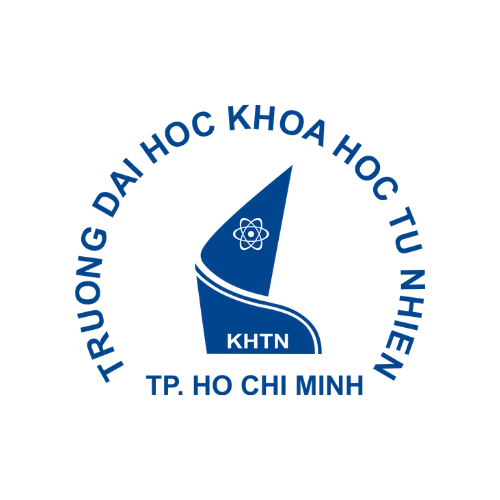 TRUONG DAI HOC KHOA HOC TU NHIEN
KHTN
TP. HO CHI MINH